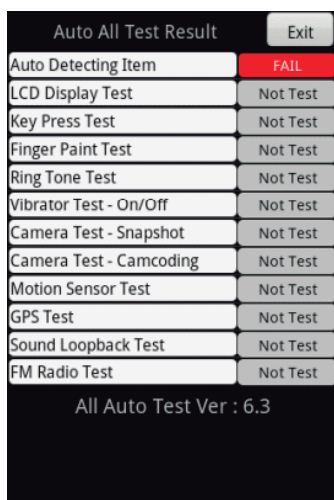 Auto All Test Result Exit
Auto Detecting Item FAIL
LCD Display Test Not Test
Key Press Test Not Test
Finger Paint Test Not Test
Ring Tone Test Not Test
Vibrator Test - On/Off Not Test
Camera Test - Snapshot Not Test
Camera Test - Camcoding Not Test
Motion Sensor Test Not Test
GPS Test Not Test
Sound Loopback Test Not Test
FM Radio Test Not Test
All Auto Test Ver : 6.3